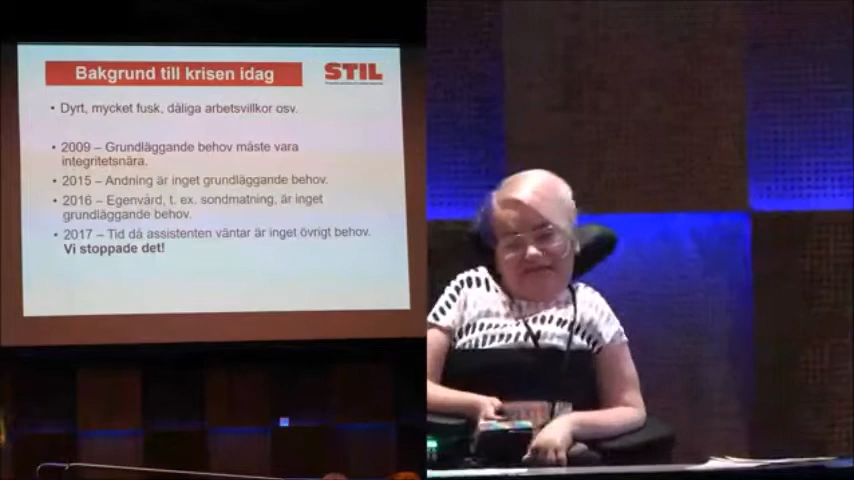 Bakgrund till krisen idag
STIL
• Dyrt, mycket fusk, dåliga arbetsvillkor osv.
• 2009 – Grundläggande behov måste vara
integritetsnära.
• 2015 – Andning är inget grundläggande behov.
• 2016 – Egenvård, t. ex. sondmatning, är inget
grundläggande behov.
• 2017 – Tid då assistenten väntar är inget övrigt behov.
Vi stoppade det!